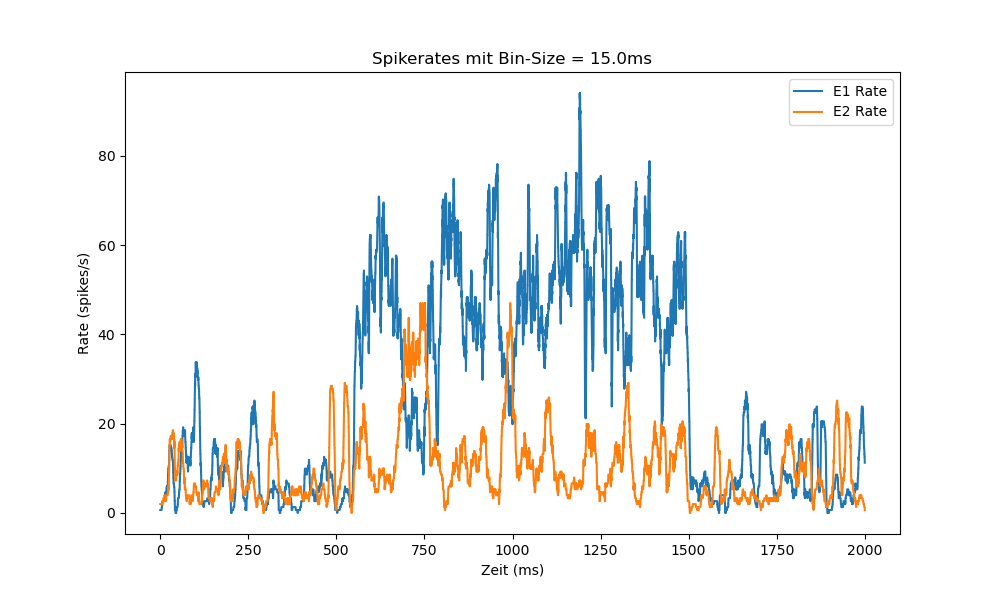 Spikerates mit Bin-Size = 15.0ms
E1 Rate
E2 Rate
80
60
40
20
0
Rate (spikes/s)
0 250 500 750 1000 1250 1500 1750 2000
Zeit (ms)